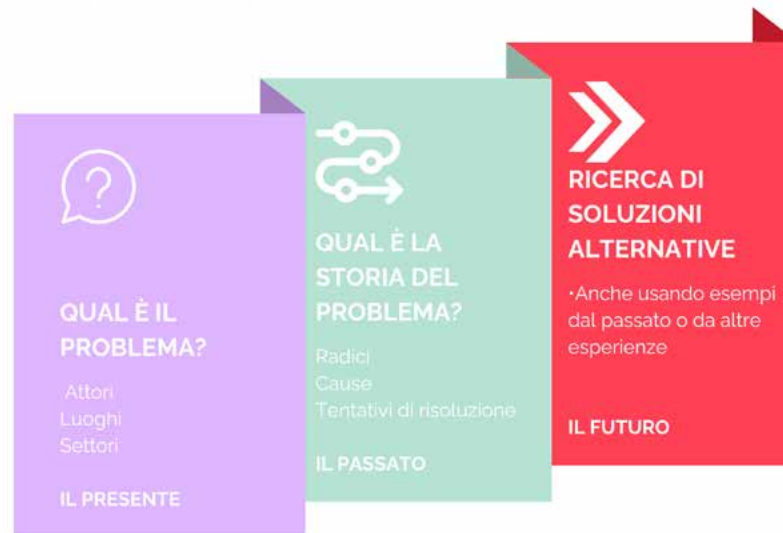 QUAL È IL
PROBLEMA?
Attori
Luoghi
Settori
IL PRESENTE
QUAL È LA
STORIA DEL
PROBLEMA?
Radici
Cause
Tentativi di risoluzione
IL PASSATO
RICERCA DI
SOLUZIONI
ALTERNATIVE
•Anche usando esempi
dal passato o da altre
esperienze
IL FUTURO